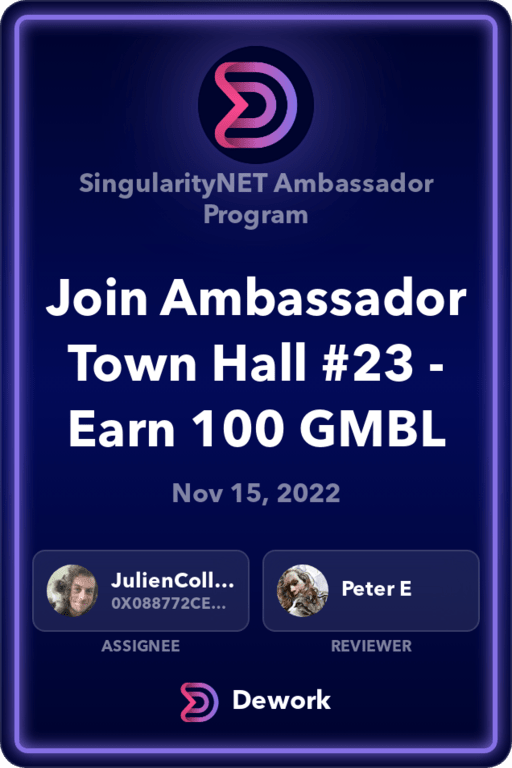 SingularityNET Ambassador
Program
Join Ambassador
Town Hall #23 -
Earn 100 GMBL
Nov 15, 2022
JulienColl...
0X088772CE...
ASSIGNEE
Peter E
REVIEWER
Dework